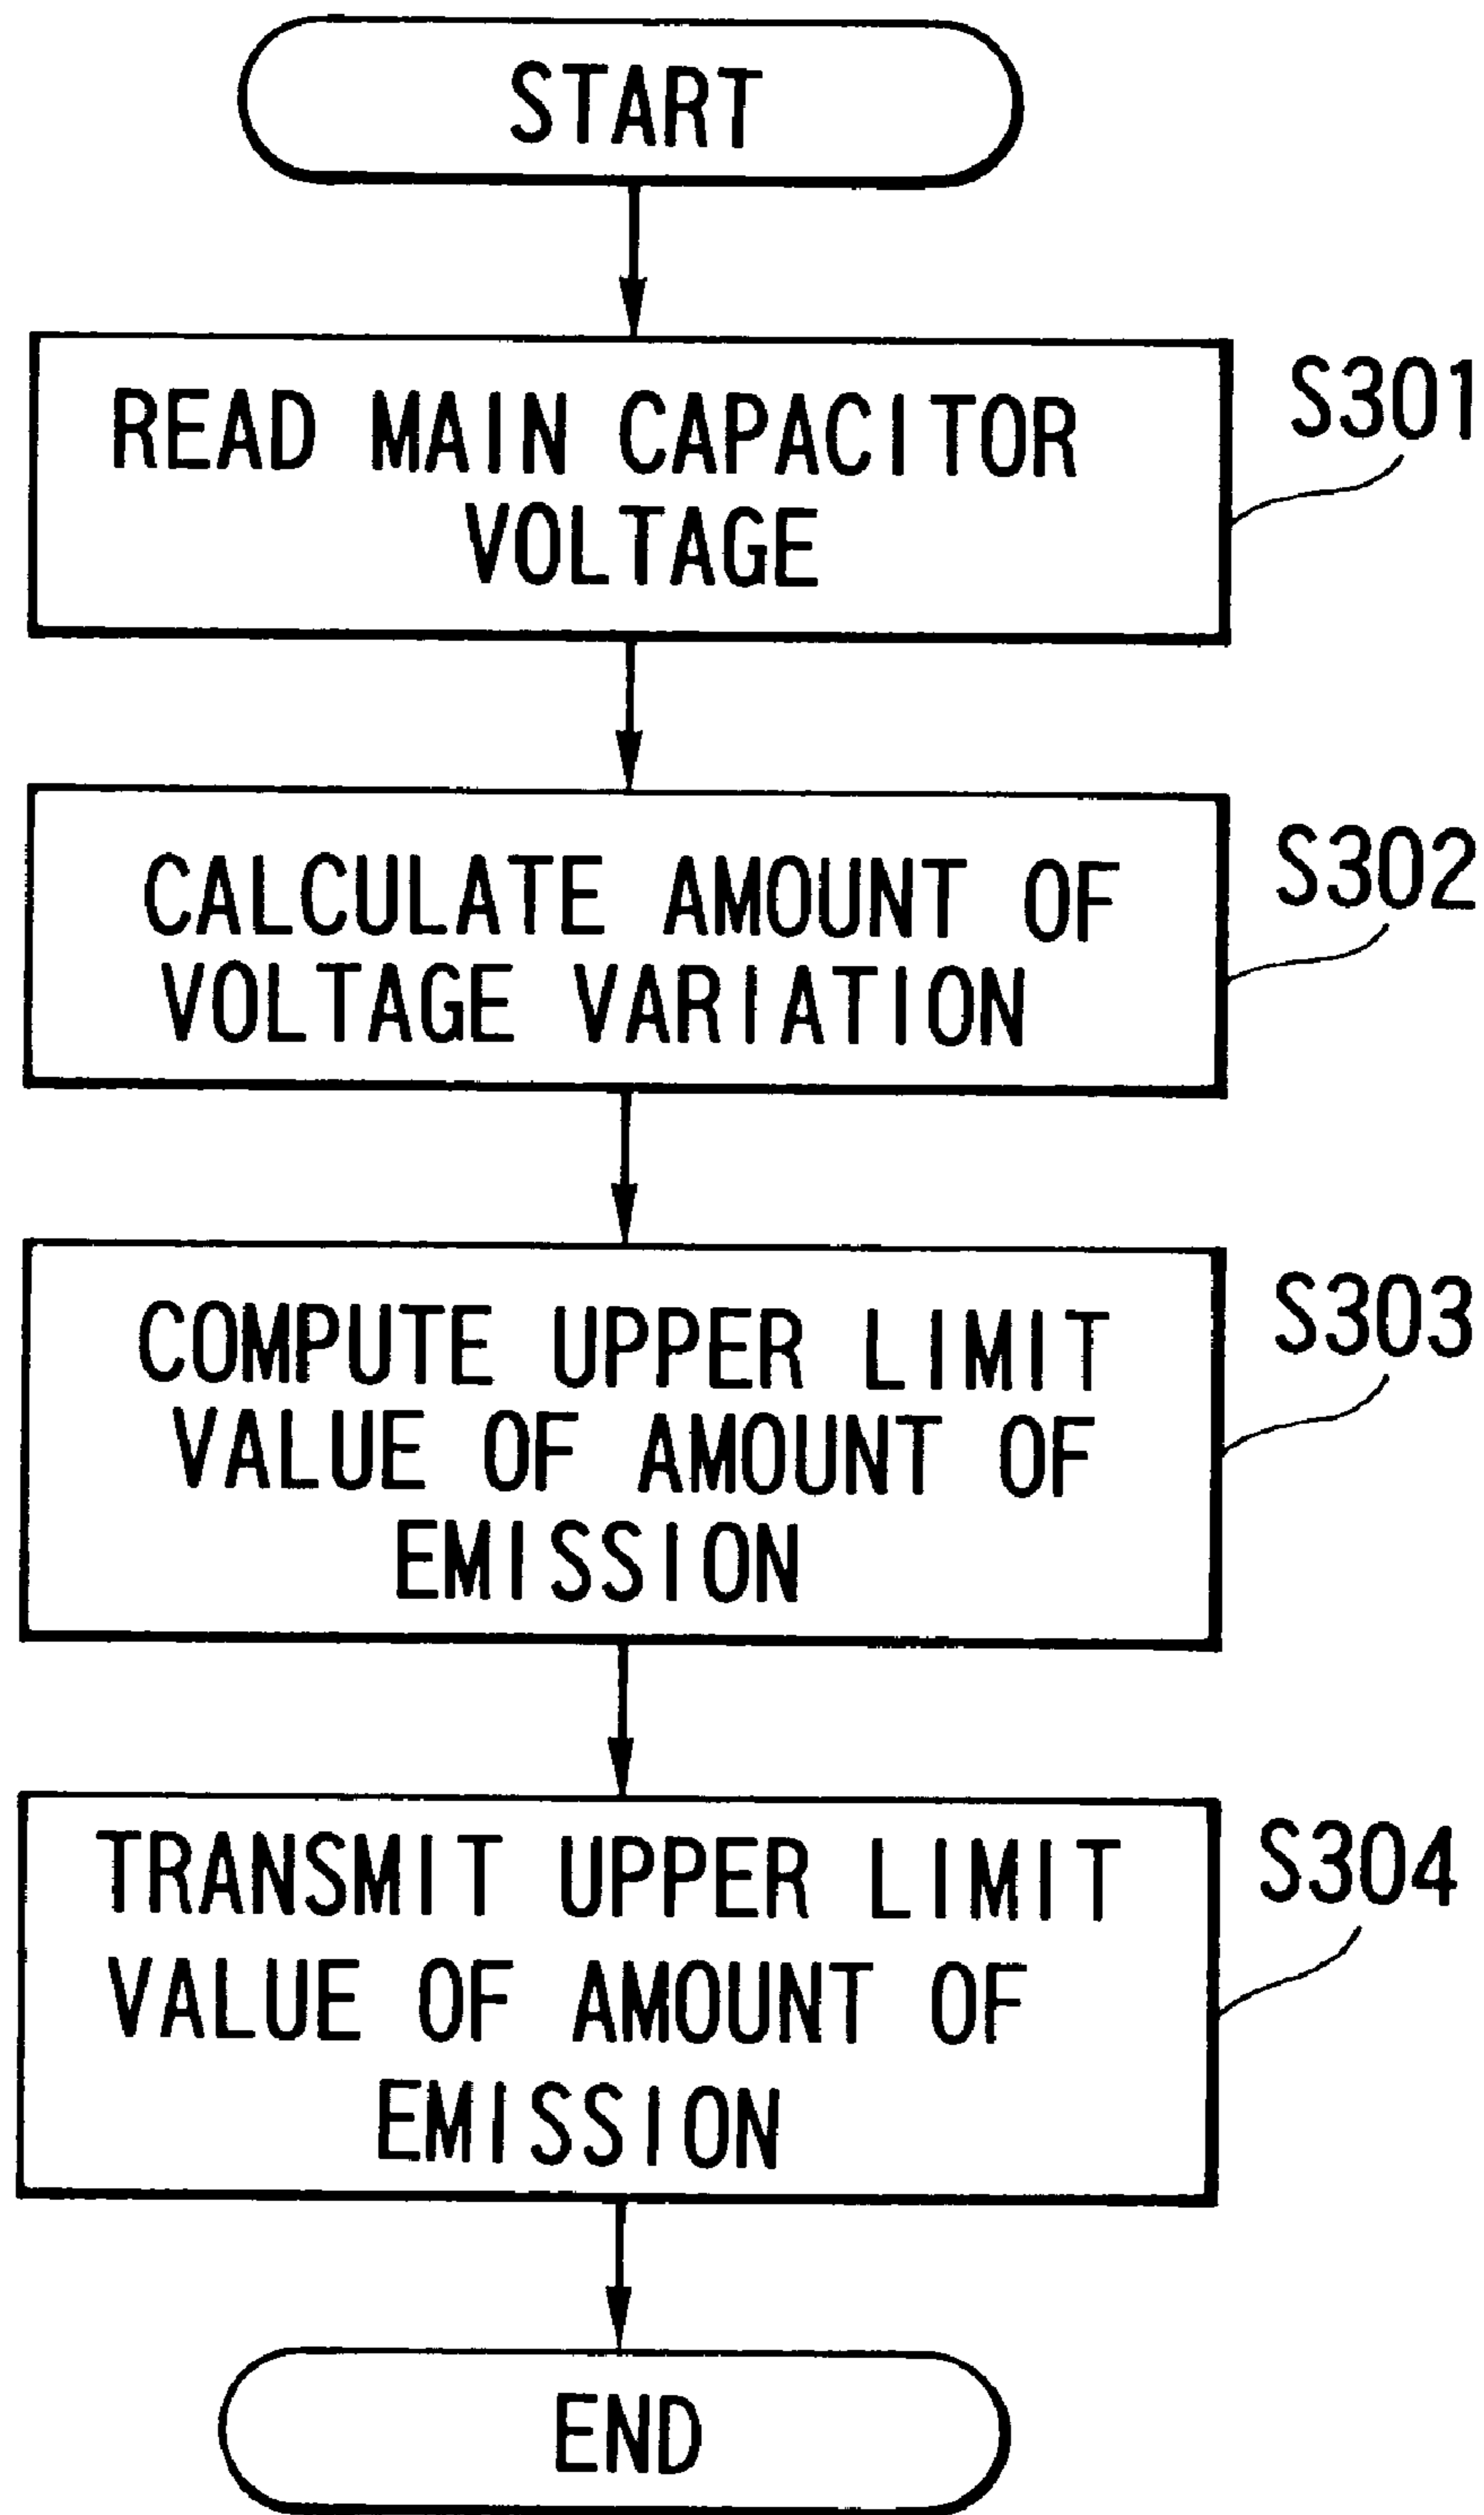 START
READ MAIN CAPACITOR
VOLTAGE
S301
CALCULATE AMOUNT OF
VOLTAGE VARIATION
S302
COMPUTE UPPER LIMIT
VALUE OF AMOUNT OF
EMISSION
S303
TRANSMIT UPPER LIMIT
VALUE OF AMOUNT OF
EMISSION
S304
END